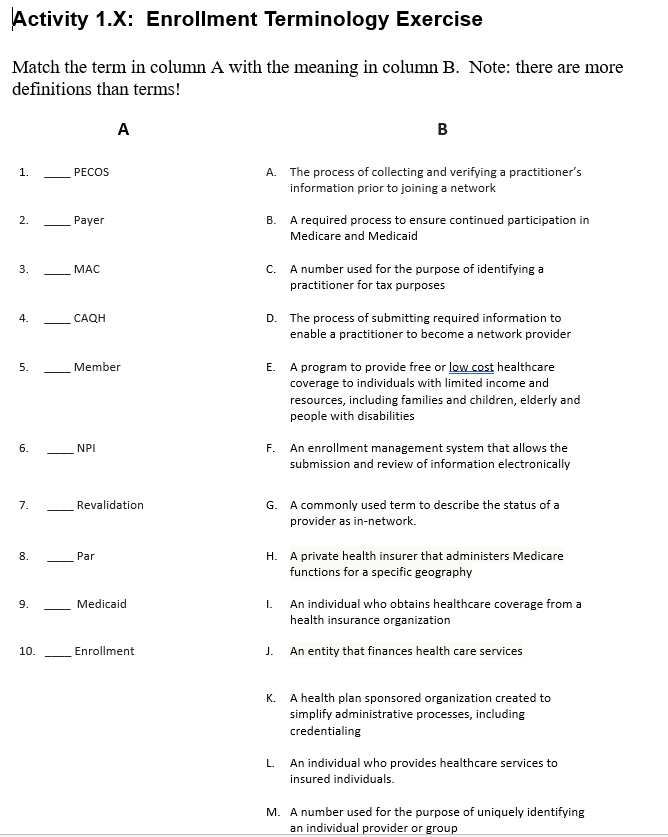 Activity 1.X:  Enrollment Terminology Exercise
Match the term in column A with the meaning in column B.  Note: there are more
definitions than terms!
A
B
1. ____ PECOS
A. The process of collecting and verifying a practitioner's
information prior to joining a network
2. ____ Payer
B. A required process to ensure continued participation in
Medicare and Medicaid
3. ____ MAC
C. A number used for the purpose of identifying a
practitioner for tax purposes
4. ____ CAQH
D. The process of submitting required information to
enable a practitioner to become a network provider
5. ____ Member
E. A program to provide free or low cost healthcare
coverage to individuals with limited income and
resources, including families and children, elderly and
people with disabilities
6. ____ NPI
F. An enrollment management system that allows the
submission and review of information electronically
7. ____ Revalidation
G. A commonly used term to describe the status of a
provider as in-network.
8. ____ Par
H. A private health insurer that administers Medicare
functions for a specific geography
9. ____ Medicaid
I. An individual who obtains healthcare coverage from a
health insurance organization
10. ____ Enrollment
J. An entity that finances health care services
K. A health plan sponsored organization created to
simplify administrative processes, including
credentialing
L. An individual who provides healthcare services to
insured individuals.
M. A number used for the purpose of uniquely identifying
an individual provider or group